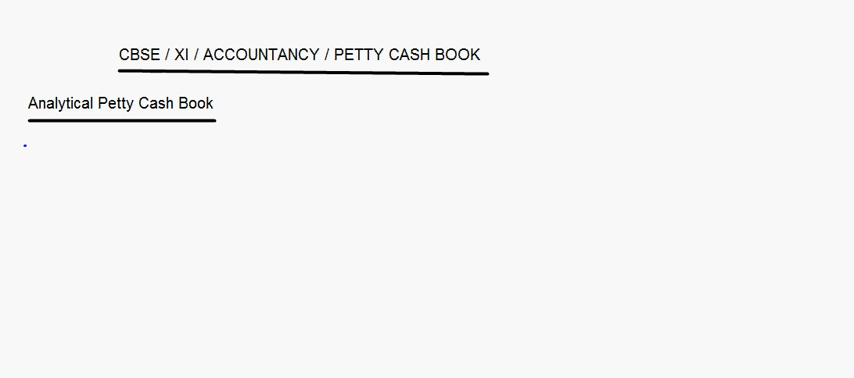 CBSE / XI / ACCOUNTANCY / PETTY CASH BOOK
Analytical Petty Cash Book